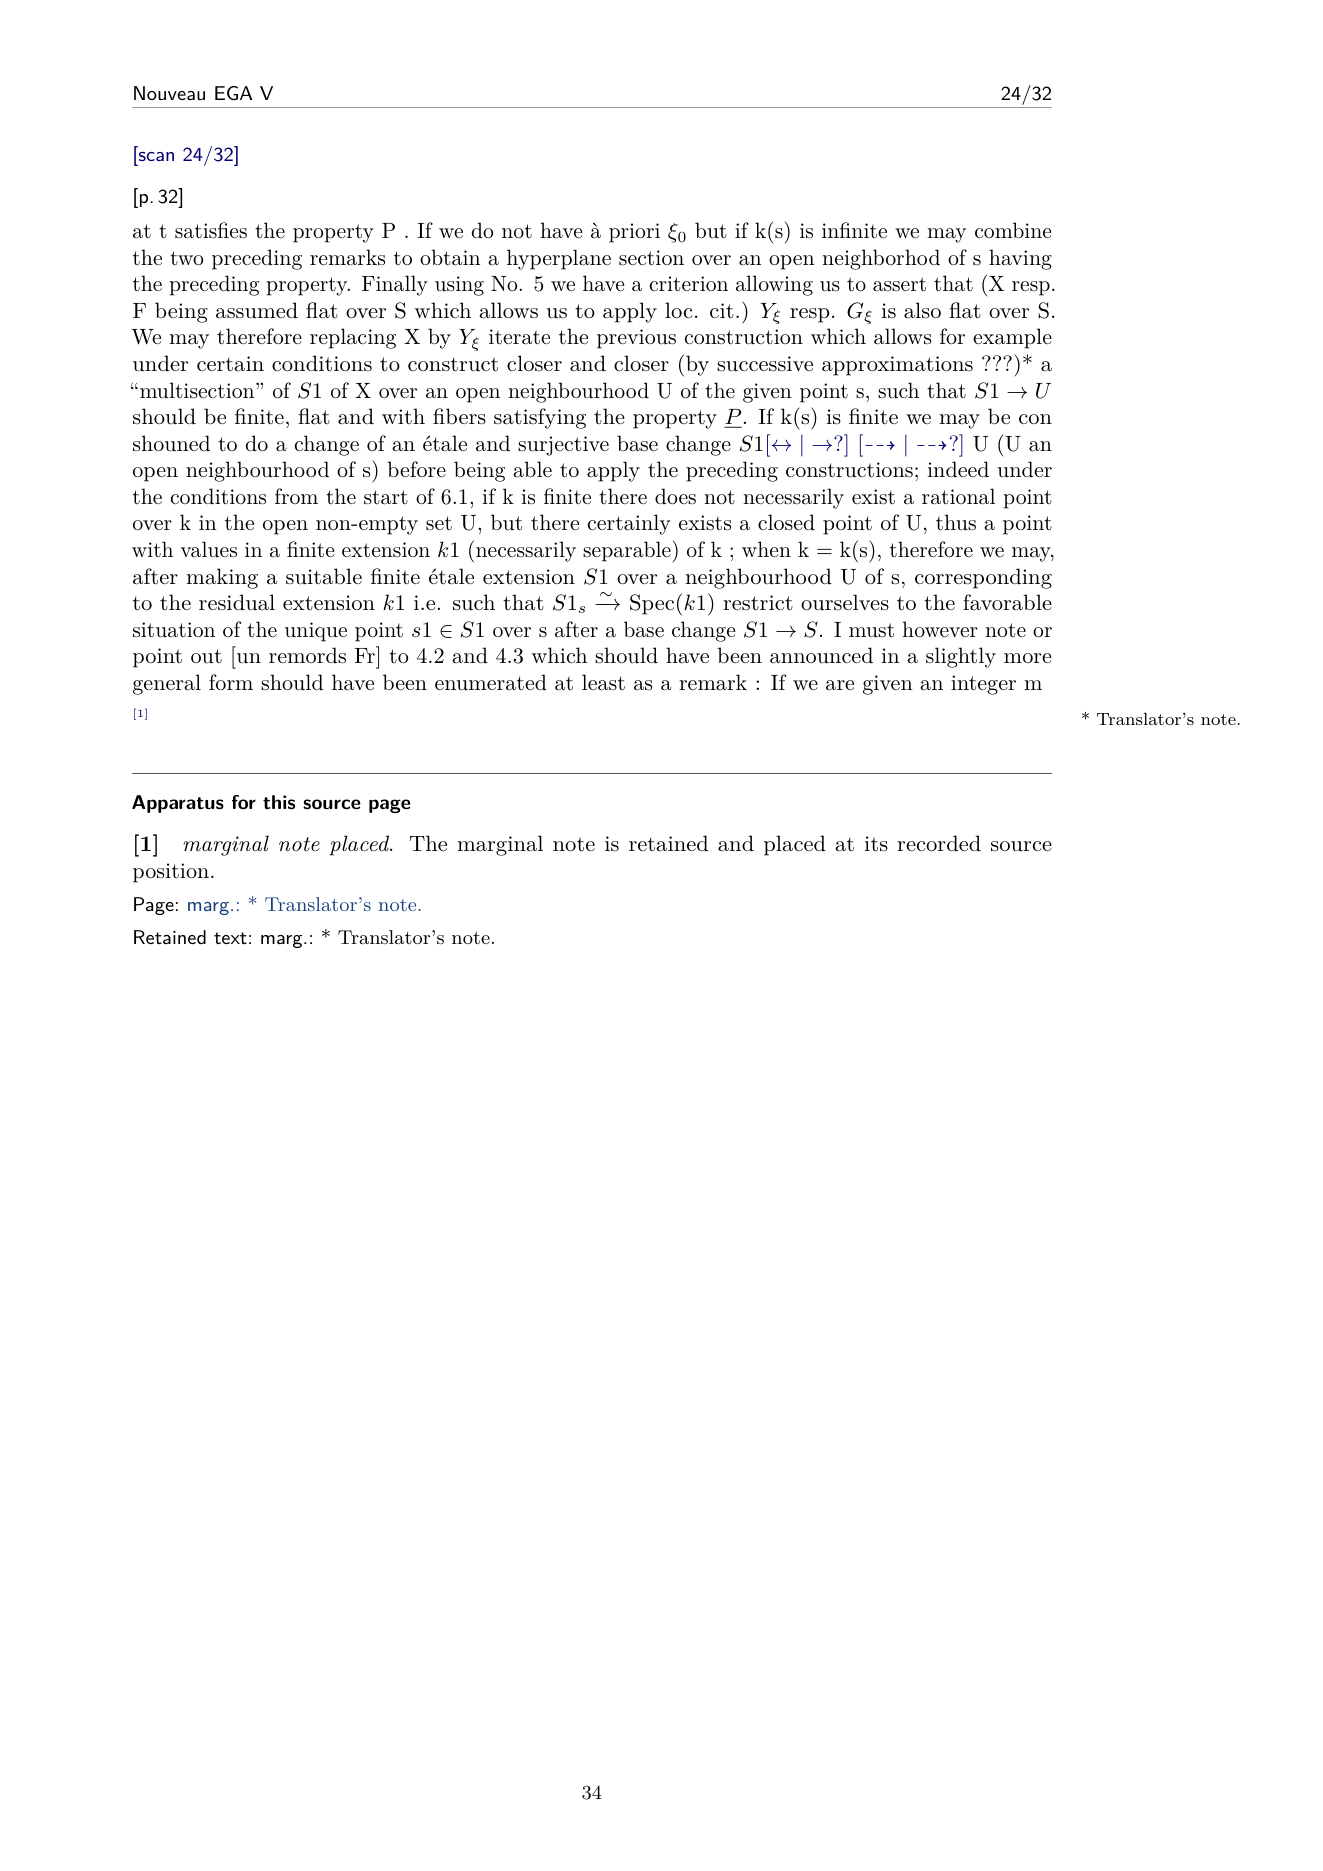 Nouveau EGA V 24/32
[scan 24/32]
[p. 32]
at t satisfies the property P . If we do not have à priori ξ₀ but if k(s) is infinite we may combine
the two preceding remarks to obtain a hyperplane section over an open neighborhod of s having
the preceding property. Finally using No. 5 we have a criterion allowing us to assert that (X resp.
F being assumed flat over S which allows us to apply loc. cit.) Y_ξ resp. G_ξ is also flat over S.
We may therefore replacing X by Y_ξ iterate the previous construction which allows for example
under certain conditions to construct closer and closer (by successive approximations ???)* a
“multisection” of S1 of X over an open neighbourhood U of the given point s, such that S1 → U
should be finite, flat and with fibers satisfying the property P. If k(s) is finite we may be con
shouned to do a change of an étale and surjective base change S1[↔ | →?] [⇢ | ⇢?] U (U an
open neighbourhood of s) before being able to apply the preceding constructions; indeed under
the conditions from the start of 6.1, if k is finite there does not necessarily exist a rational point
over k in the open non-empty set U, but there certainly exists a closed point of U, thus a point
with values in a finite extension k1 (necessarily separable) of k ; when k = k(s), therefore we may,
after making a suitable finite étale extension S1 over a neighbourhood U of s, corresponding
to the residual extension k1 i.e. such that S1ₛ ⥲ Spec(k1) restrict ourselves to the favorable
situation of the unique point s1 ∈ S1 over s after a base change S1 → S. I must however note or
point out [un remords Fr] to 4.2 and 4.3 which should have been announced in a slightly more
general form should have been enumerated at least as a remark : If we are given an integer m
[1]
* Translator’s note.
Apparatus for this source page
[1] marginal note placed. The marginal note is retained and placed at its recorded source
position.
Page: marg.: * Translator’s note.
Retained text: marg.: * Translator’s note.
34